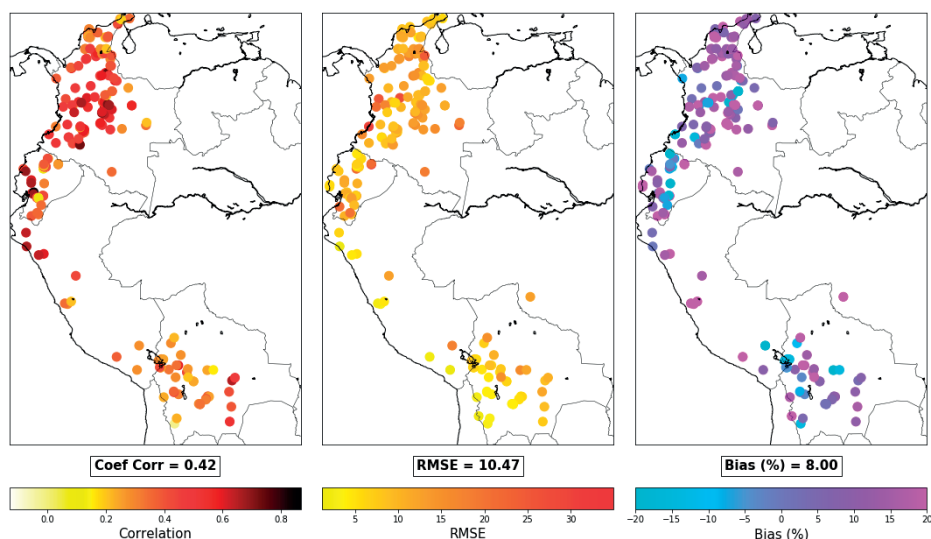 Coef Corr = 0.42
RMSE = 10.47
Bias (%) = 8.00
0.0 0.2 0.4 0.6 0.8
5 10 15 20 25 30
−20 −15 −10 −5 0 5 10 15 20
Correlation
RMSE
Bias (%)